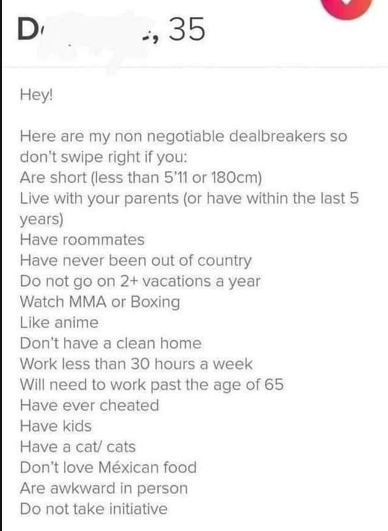 , 35
Hey!
Here are my non negotiable dealbreakers so
don't swipe right if you:
Are short (less than 5'11 or 180cm)
Live with your parents (or have within the last 5
years)
Have roommates
Have never been out of country
Do not go on 2+ vacations a year
Watch MMA or Boxing
Like anime
Don't have a clean home
Work less than 30 hours a week
Will need to work past the age of 65
Have ever cheated
Have kids
Have a cat/ cats
Don't love Méxican food
Are awkward in person
Do not take initiative